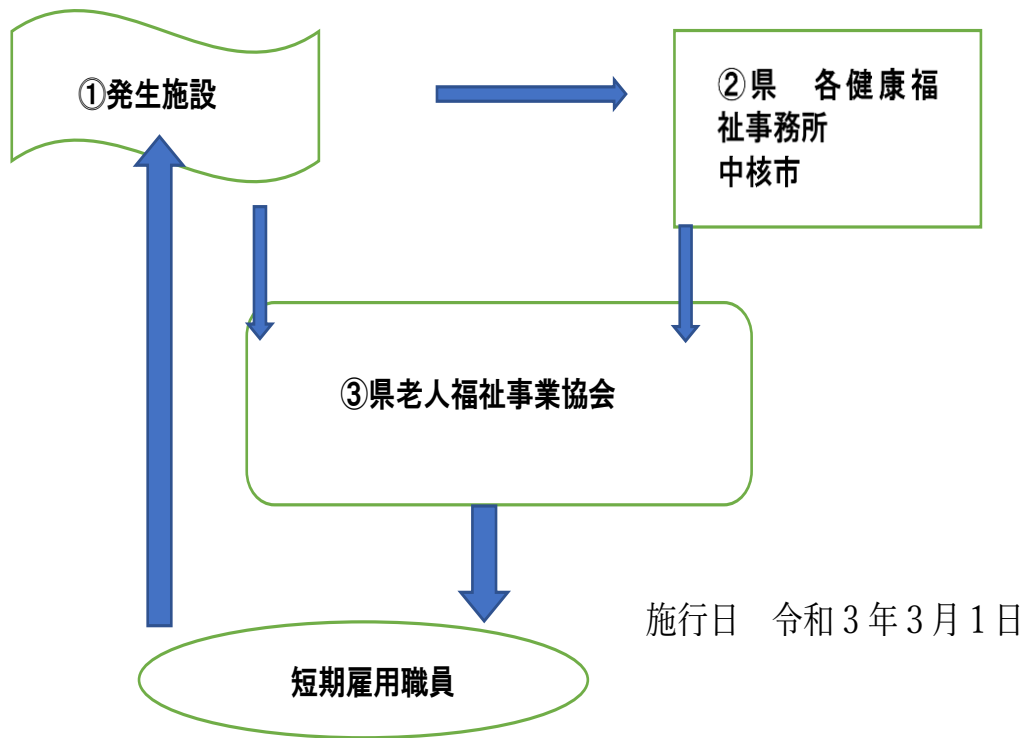 ①発生施設
②県　各健康福
祉事務所
中核市
③県老人福祉事業協会
施行日　令和３年３月１日
短期雇用職員